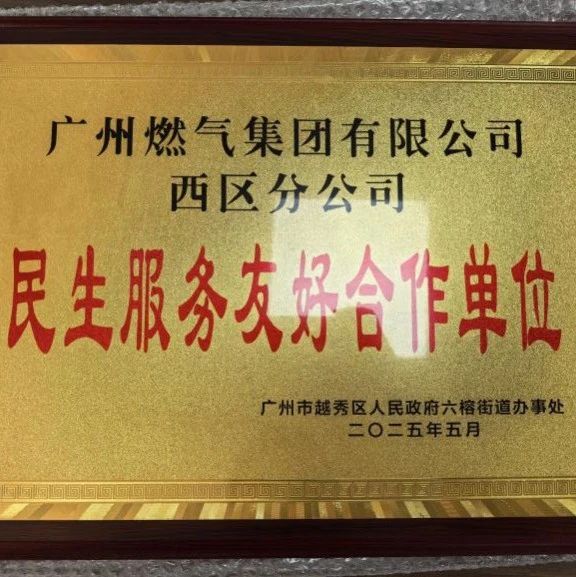 广州燃气集团有限公司
西区分公司
民生服务友好合作单位
广州市越秀区人民政府六榕街道办事处
二〇二五年五月